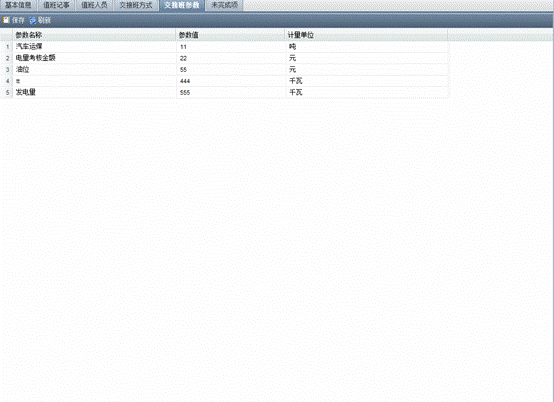 基本信息 值班记事 值班人员 交接班方式 交接班参数 未完成项
保存 刷新
参数名称 参数值 计量单位
1 汽车运煤 11 吨
2 电量考核金额 22 元
3 油位 55 元
4 tt 444 千瓦
5 发电量 555 千瓦